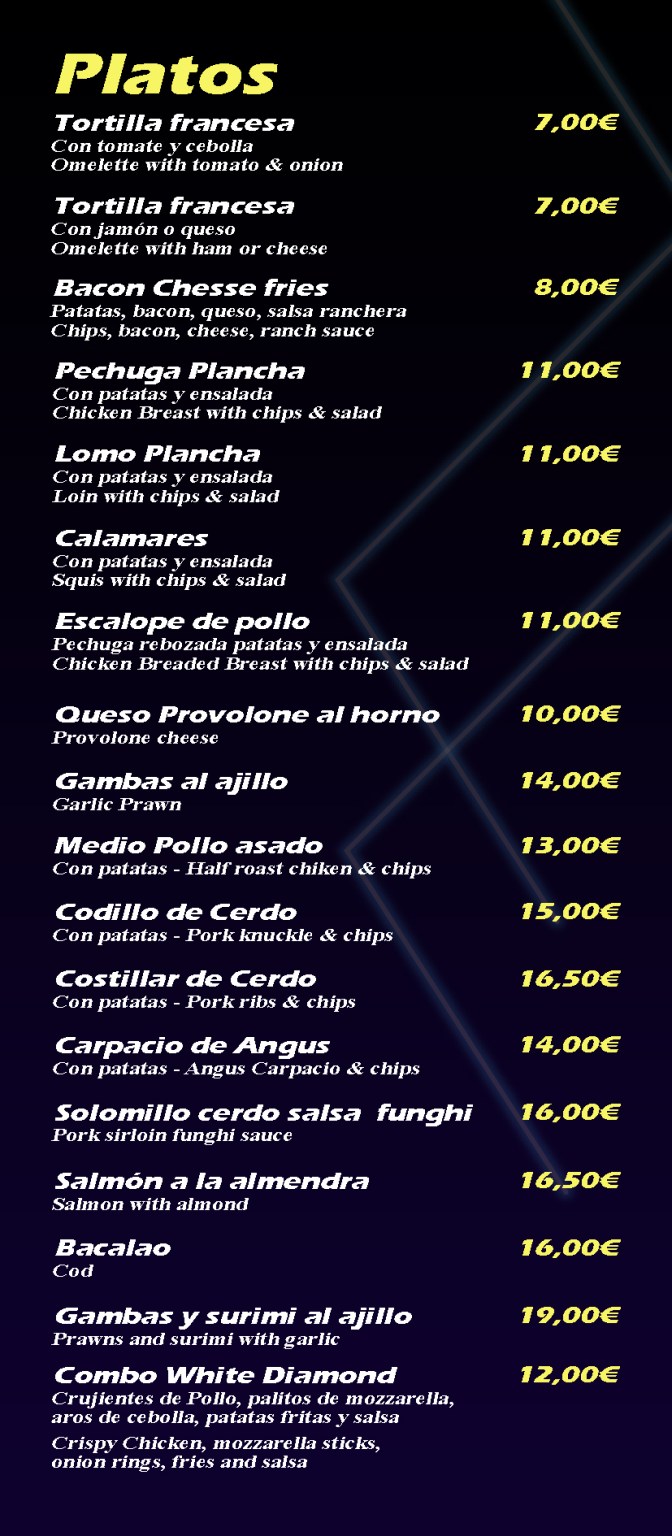 Platos
Tortilla francesa 7,00€
Con tomate y cebolla
Omelette with tomato & onion
Tortilla francesa 7,00€
Con jamón o queso
Omelette with ham or cheese
Bacon Chesse fries 8,00€
Patatas, bacon, queso, salsa ranchera
Chips, bacon, cheese, ranch sauce
Pechuga Plancha 11,00€
Con patatas y ensalada
Chicken Breast with chips & salad
Lomo Plancha 11,00€
Con patatas y ensalada
Loin with chips & salad
Calamares 11,00€
Con patatas y ensalada
Squis with chips & salad
Escalope de pollo 11,00€
Pechuga rebozada patatas y ensalada
Chicken Breaded Breast with chips & salad
Queso Provolone al horno 10,00€
Provolone cheese
Gambas al ajillo 14,00€
Garlic Prawn
Medio Pollo asado 13,00€
Con patatas - Half roast chiken & chips
Codillo de Cerdo 15,00€
Con patatas - Pork knuckle & chips
Costillar de Cerdo 16,50€
Con patatas - Pork ribs & chips
Carpacio de Angus 14,00€
Con patatas - Angus Carpacio & chips
Solomillo cerdo salsa funghi 16,00€
Pork sirloin funghi sauce
Salmón a la almendra 16,50€
Salmon with almond
Bacalao 16,00€
Cod
Gambas y surimi al ajillo 19,00€
Prawns and surimi with garlic
Combo White Diamond 12,00€
Crujientes de Pollo, palitos de mozzarella,
aros de cebolla, patatas fritas y salsa
Crispy Chicken, mozzarella sticks,
onion rings, fries and salsa